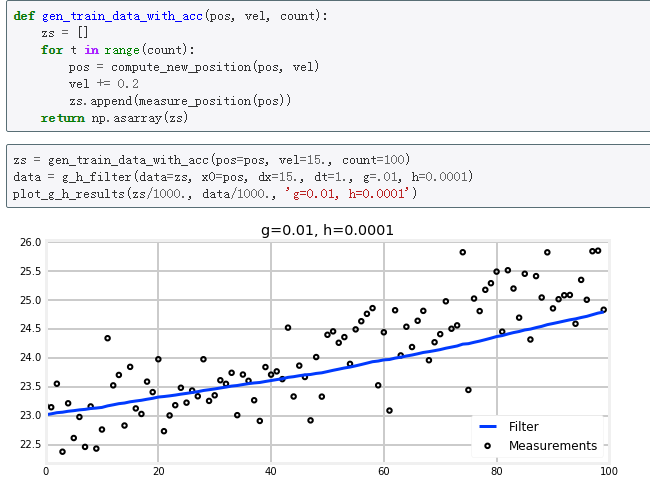 def gen_train_data_with_acc(pos, vel, count):
    zs = []
    for t in range(count):
        pos = compute_new_position(pos, vel)
        vel += 0.2
        zs.append(measure_position(pos))
    return np.asarray(zs)
zs = gen_train_data_with_acc(pos=pos, vel=15., count=100)
data = g_h_filter(data=zs, x0=pos, dx=15., dt=1., g=.01, h=0.0001)
plot_g_h_results(zs/1000., data/1000., 'g=0.01, h=0.0001')
g=0.01, h=0.0001
26.0
25.5
25.0
24.5
24.0
23.5
23.0
22.5
Filter
Measurements
0 20 40 60 80 100